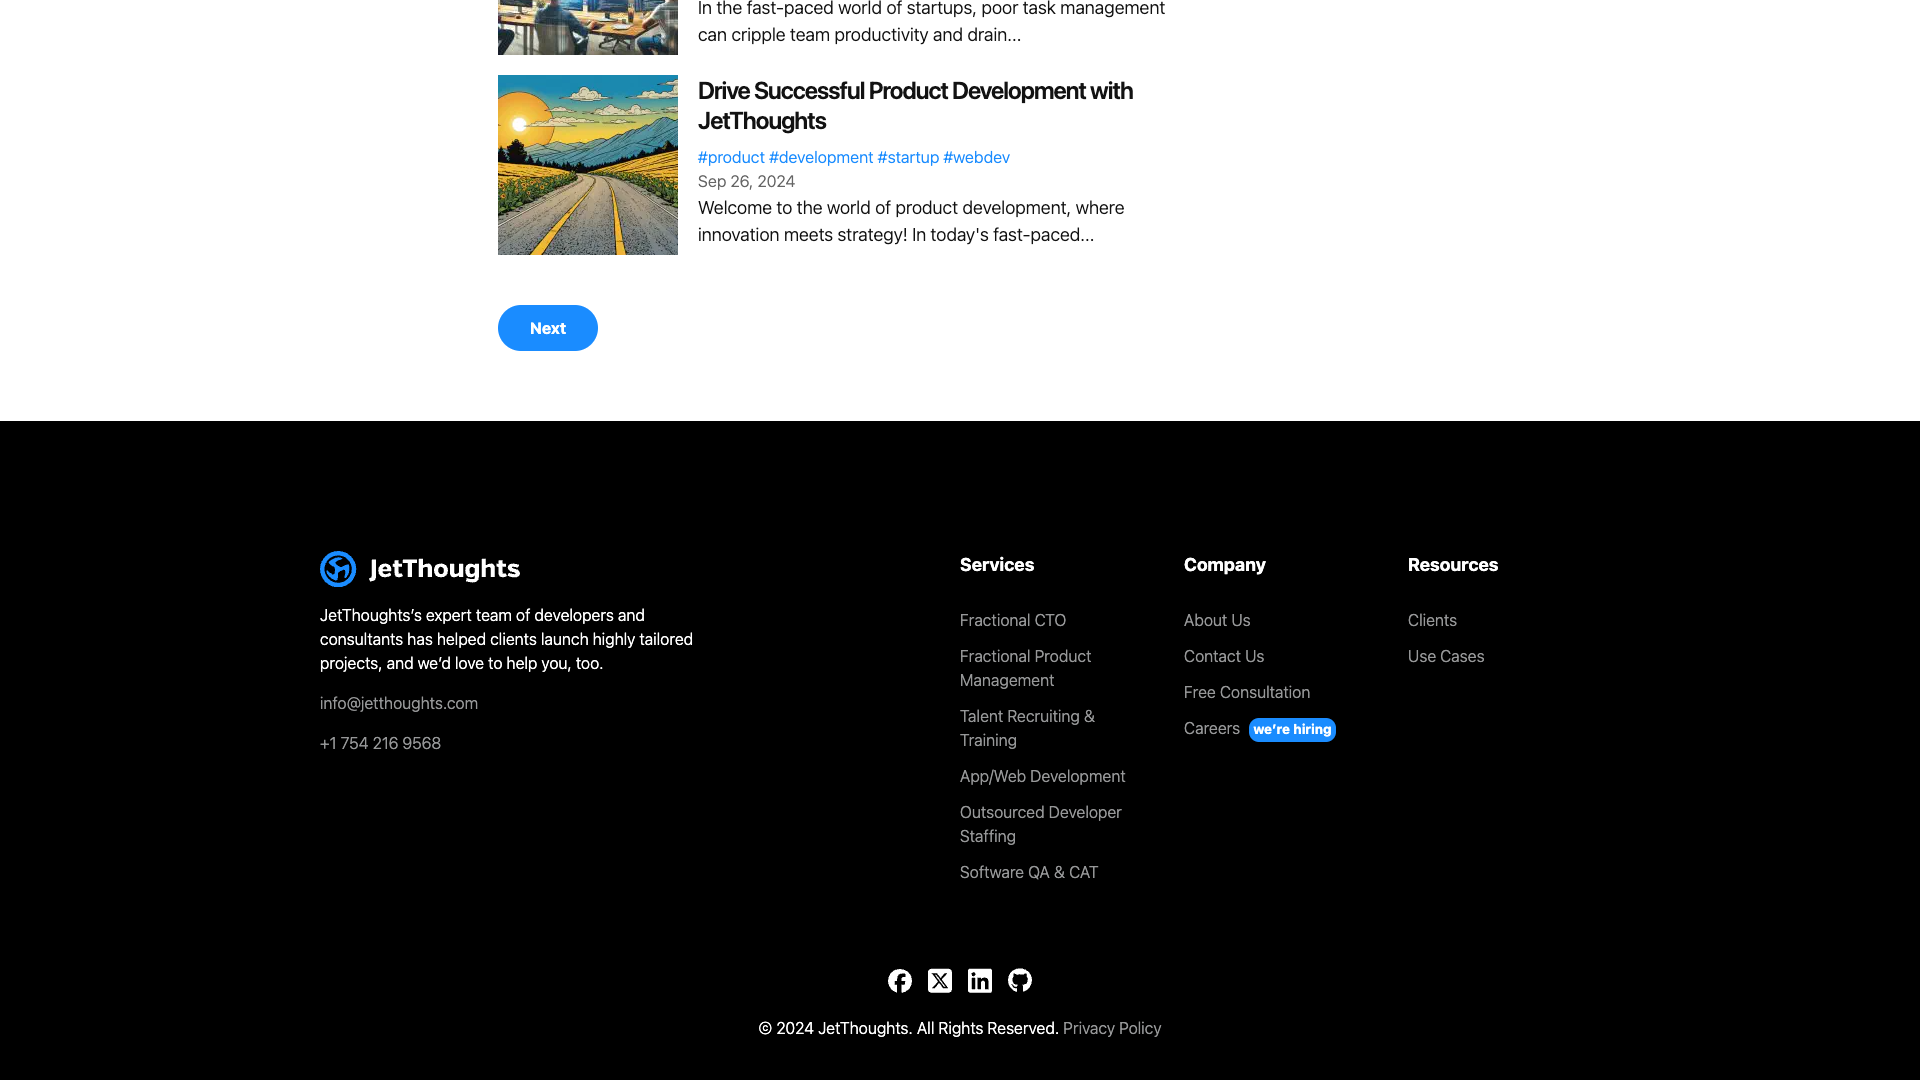 In the fast-paced world of startups, poor task management
can cripple team productivity and drain...
Drive Successful Product Development with
JetThoughts
#product #development #startup #webdev
Sep 26, 2024
Welcome to the world of product development, where
innovation meets strategy! In today's fast-paced...
Next
JetThoughts
JetThoughts’s expert team of developers and
consultants has helped clients launch highly tailored
projects, and we’d love to help you, too.
info@jetthoughts.com
+1 754 216 9568
Services
Fractional CTO
Fractional Product
Management
Talent Recruiting &
Training
App/Web Development
Outsourced Developer
Staffing
Software QA & CAT
Company
About Us
Contact Us
Free Consultation
Careers we’re hiring
Resources
Clients
Use Cases
© 2024 JetThoughts. All Rights Reserved. Privacy Policy